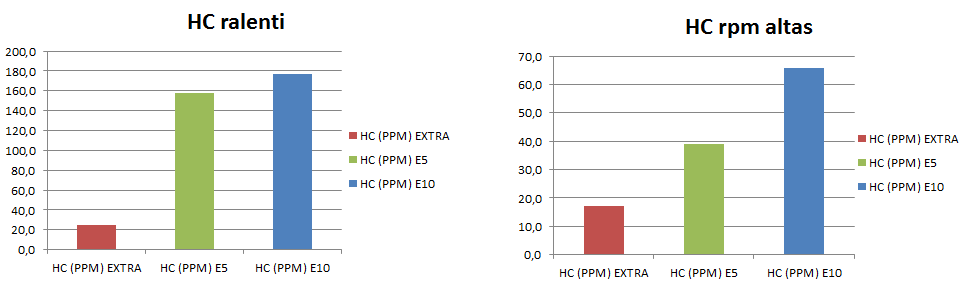 HC ralenti
200,0
180,0
160,0
140,0
120,0
100,0
80,0
60,0
40,0
20,0
0,0
HC (PPM) EXTRA
HC (PPM) E5
HC (PPM) E10
HC (PPM) EXTRA
HC (PPM) E5
HC (PPM) E10
HC rpm altas
70,0
60,0
50,0
40,0
30,0
20,0
10,0
0,0
HC (PPM) EXTRA
HC (PPM) E5
HC (PPM) E10
HC (PPM) EXTRA
HC (PPM) E5
HC (PPM) E10